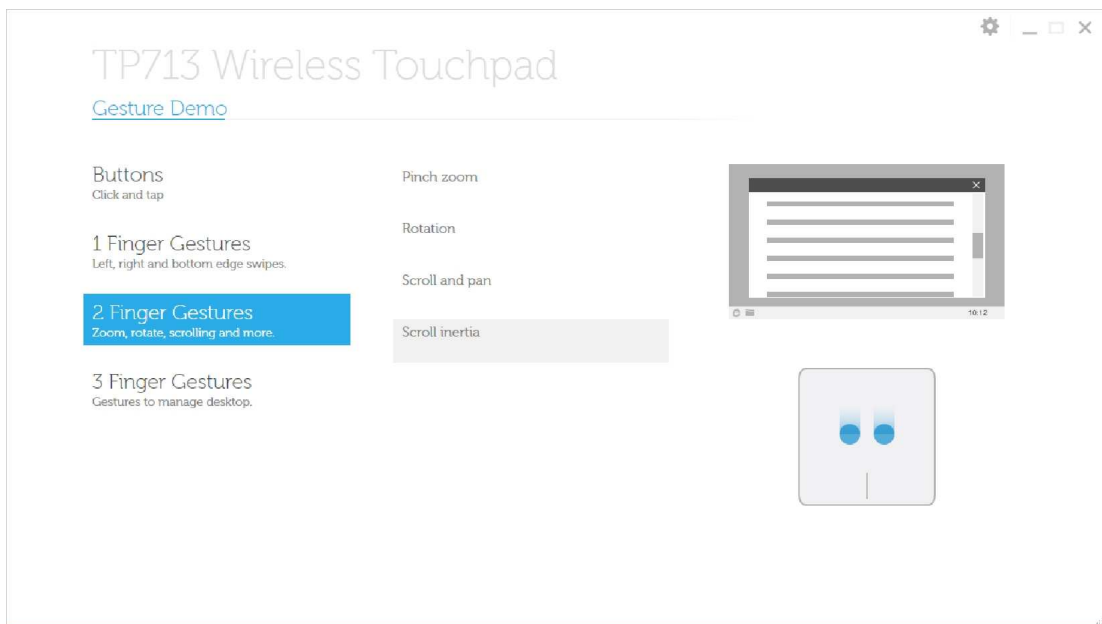 TP713 Wireless Touchpad
Gesture Demo
Buttons
Click and tap
1 Finger Gestures
Left, right and bottom edge swipes.
2 Finger Gestures
Zoom, rotate, scrolling and more.
3 Finger Gestures
Gestures to manage desktop.
Pinch zoom
Rotation
Scroll and pan
Scroll inertia
10:12